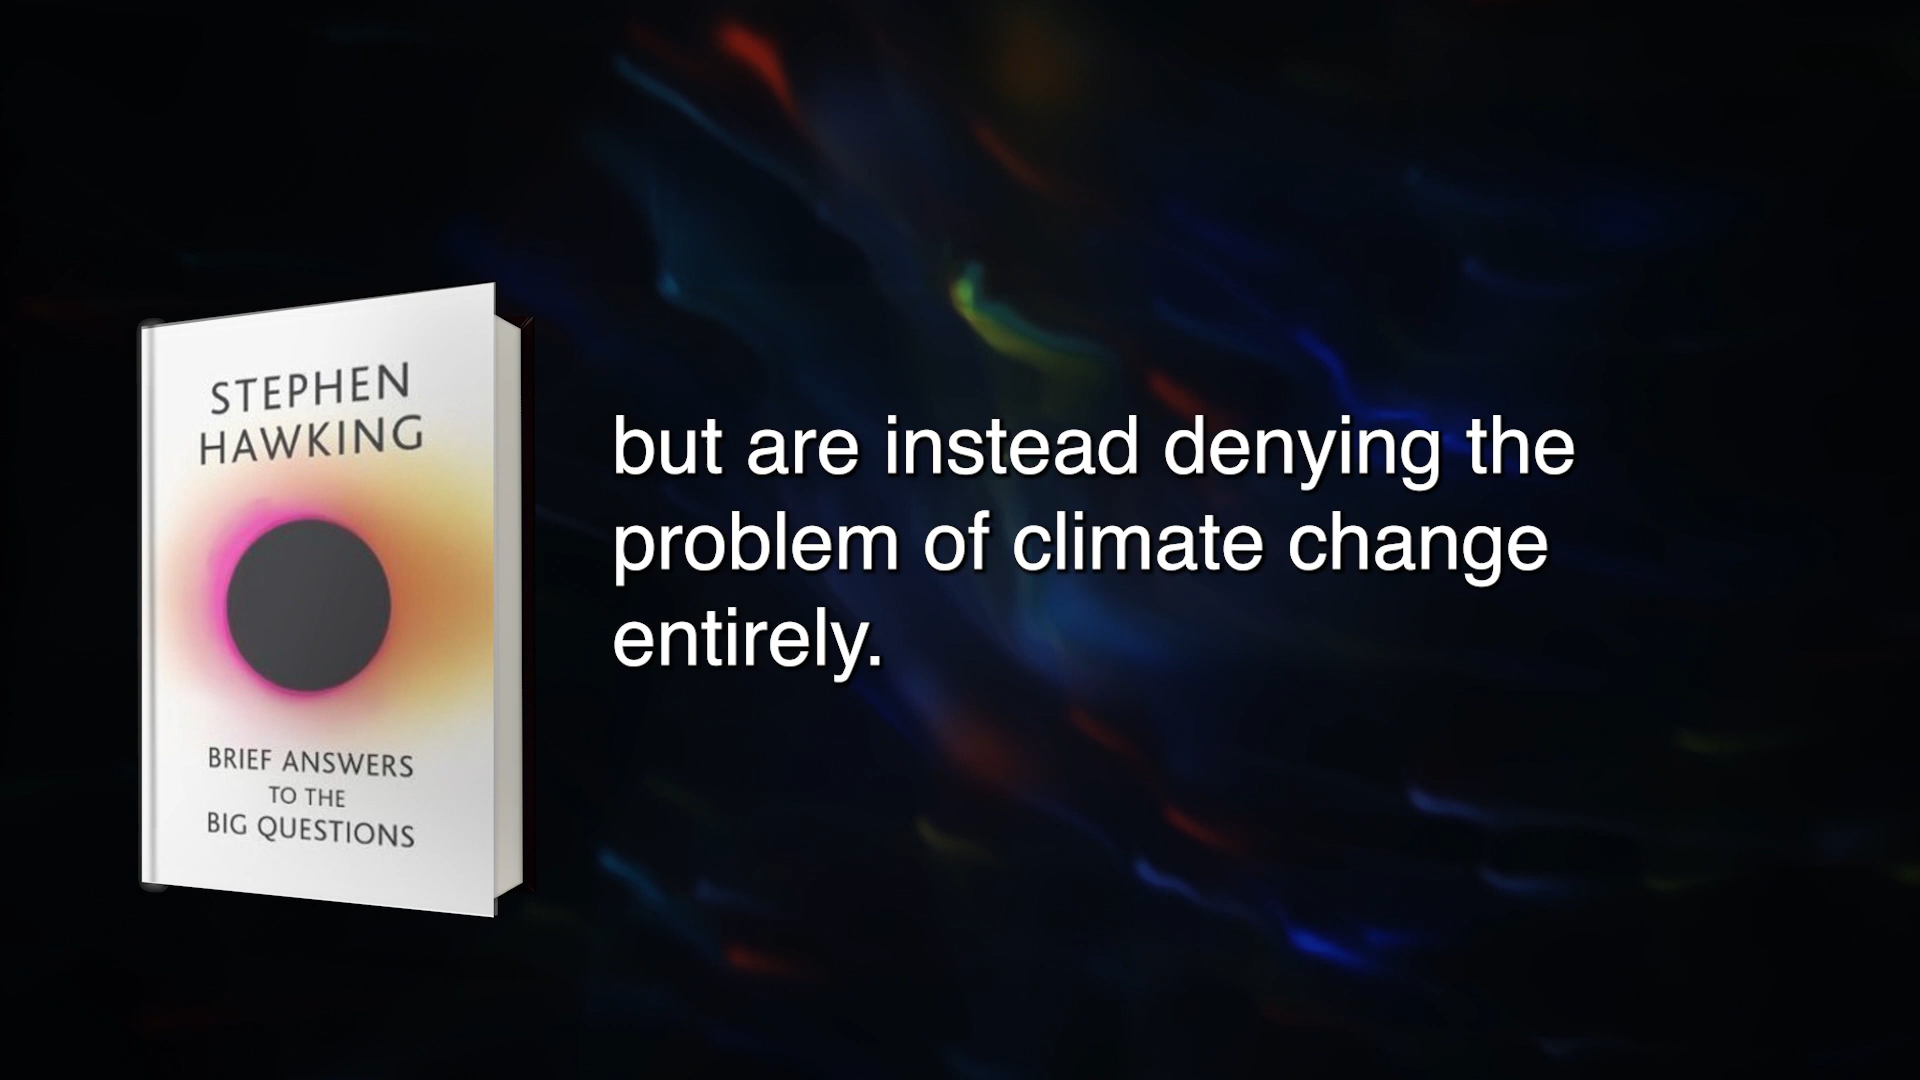 STEPHEN
HAWKING
BRIEF ANSWERS
TO THE
BIG QUESTIONS
but are instead denying the
problem of climate change
entirely.